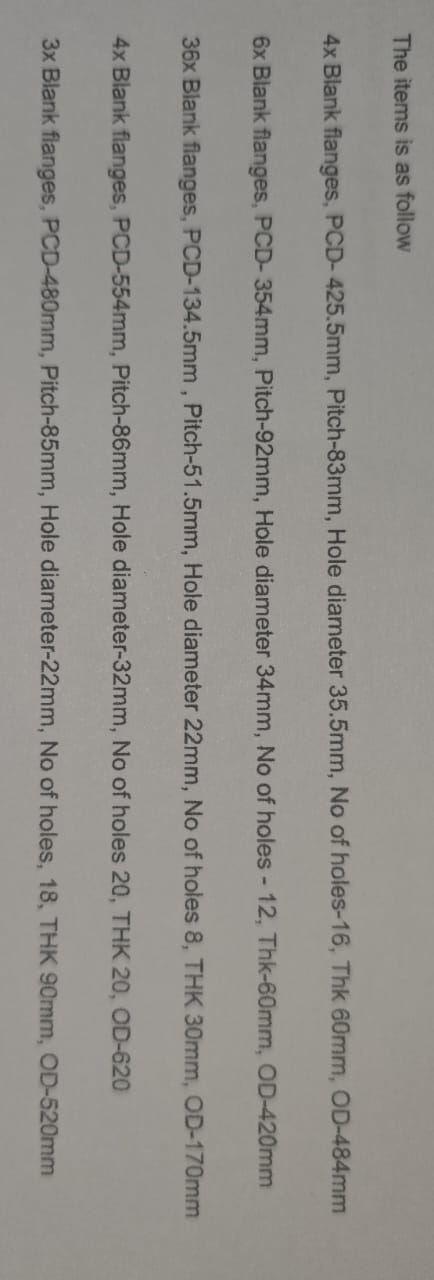 The items is as follow
4x Blank flanges, PCD- 425.5mm, Pitch-83mm, Hole diameter 35.5mm, No of holes-16, Thk 60mm, OD-484mm
6x Blank flanges, PCD- 354mm, Pitch-92mm, Hole diameter 34mm, No of holes - 12, Thk-60mm, OD-420mm
36x Blank flanges, PCD-134.5mm , Pitch-51.5mm, Hole diameter 22mm, No of holes 8, THK 30mm, OD-170mm
4x Blank flanges, PCD-554mm, Pitch-86mm, Hole diameter-32mm, No of holes 20, THK 20, OD-620
3x Blank flanges, PCD-480mm, Pitch-85mm, Hole diameter-22mm, No of holes, 18, THK 90mm, OD-520mm